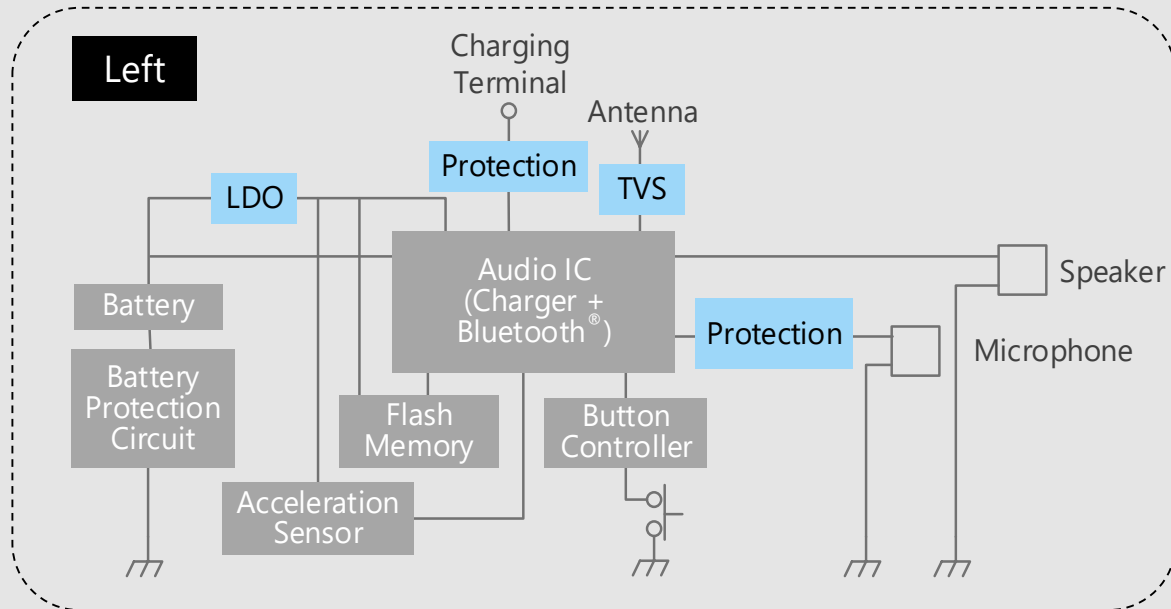 Left
Charging
Terminal
Antenna
Protection
TVS
LDO
Audio IC
(Charger +
Bluetooth®)
Speaker
Battery
Protection
Microphone
Battery
Protection
Circuit
Flash
Memory
Button
Controller
Acceleration
Sensor